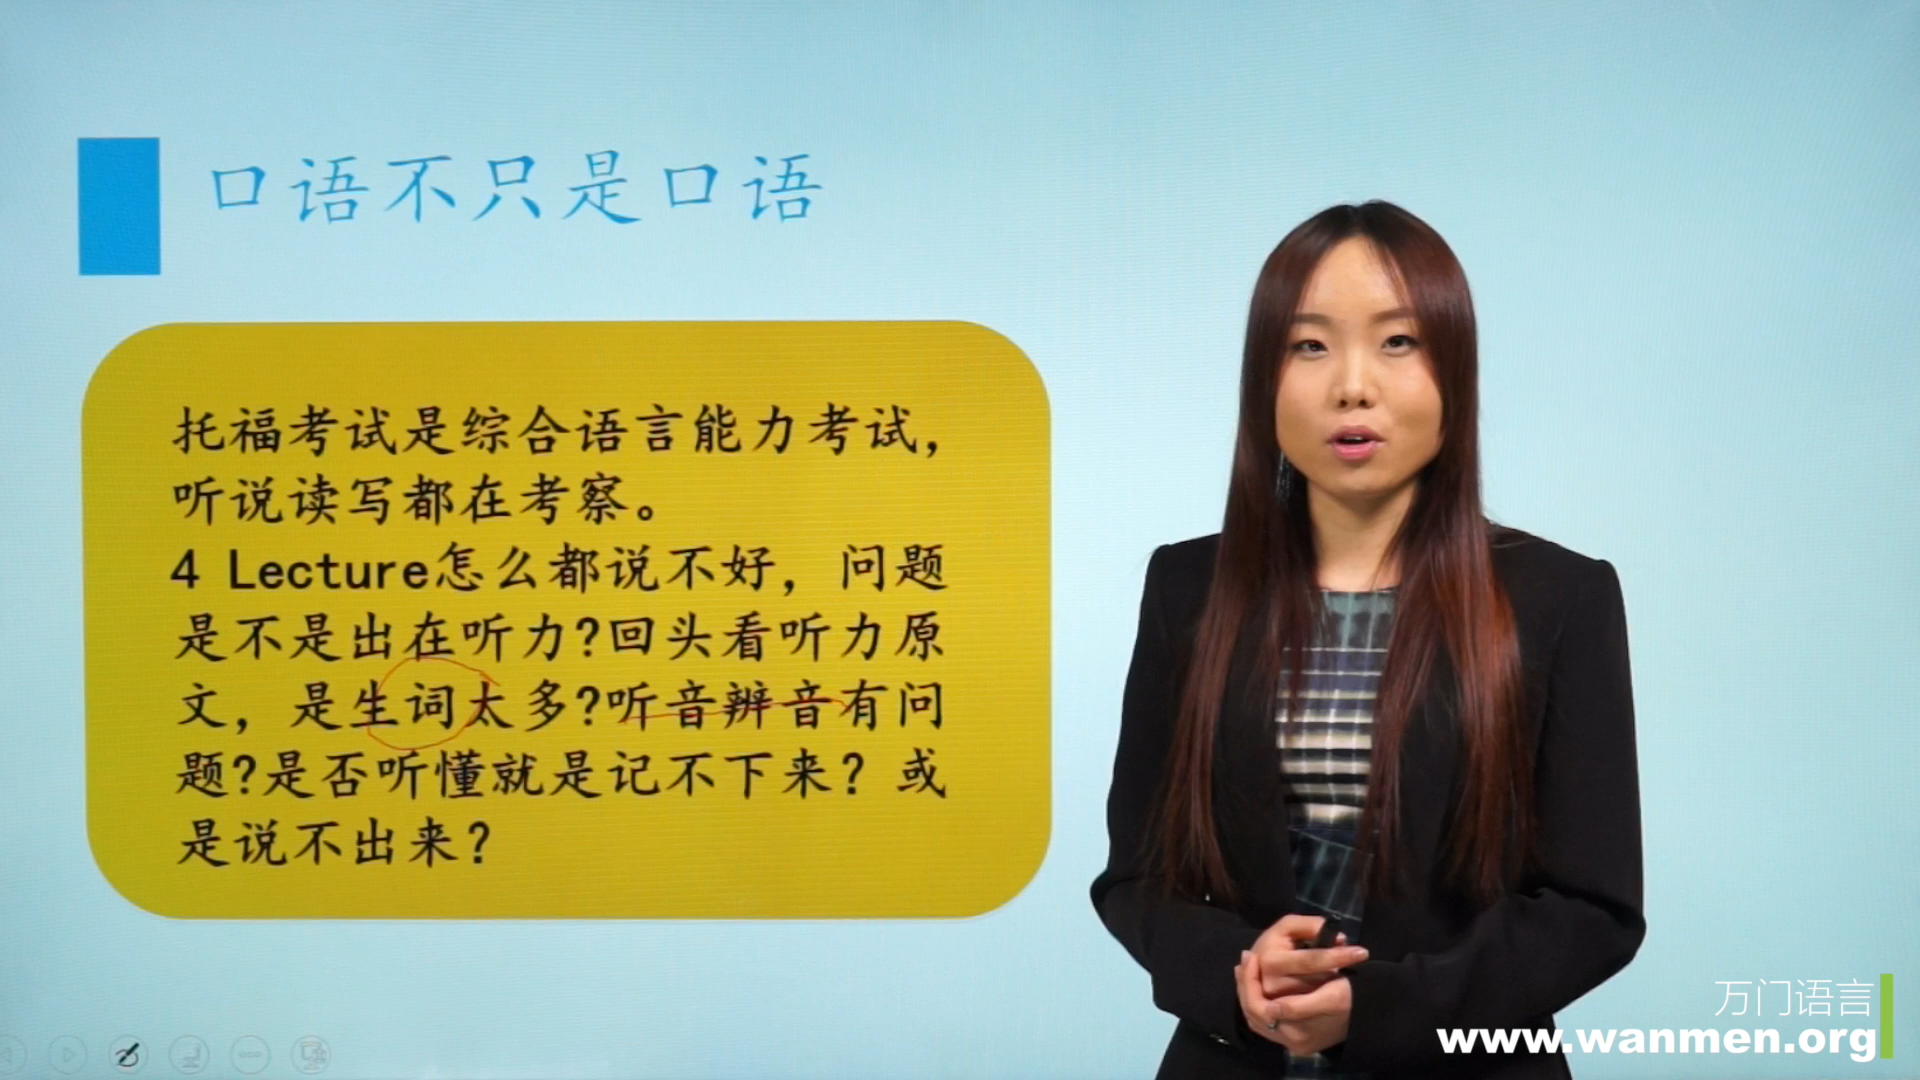 口语不只是口语
托福考试是综合语言能力考试，
听说读写都在考察。
4 Lecture怎么都说不好，问题
是不是出在听力?回头看听力原
文，是生词太多?听音辨音有问
题?是否听懂就是记不下来？或
是说不出来？
万门语言
www.wanmen.org